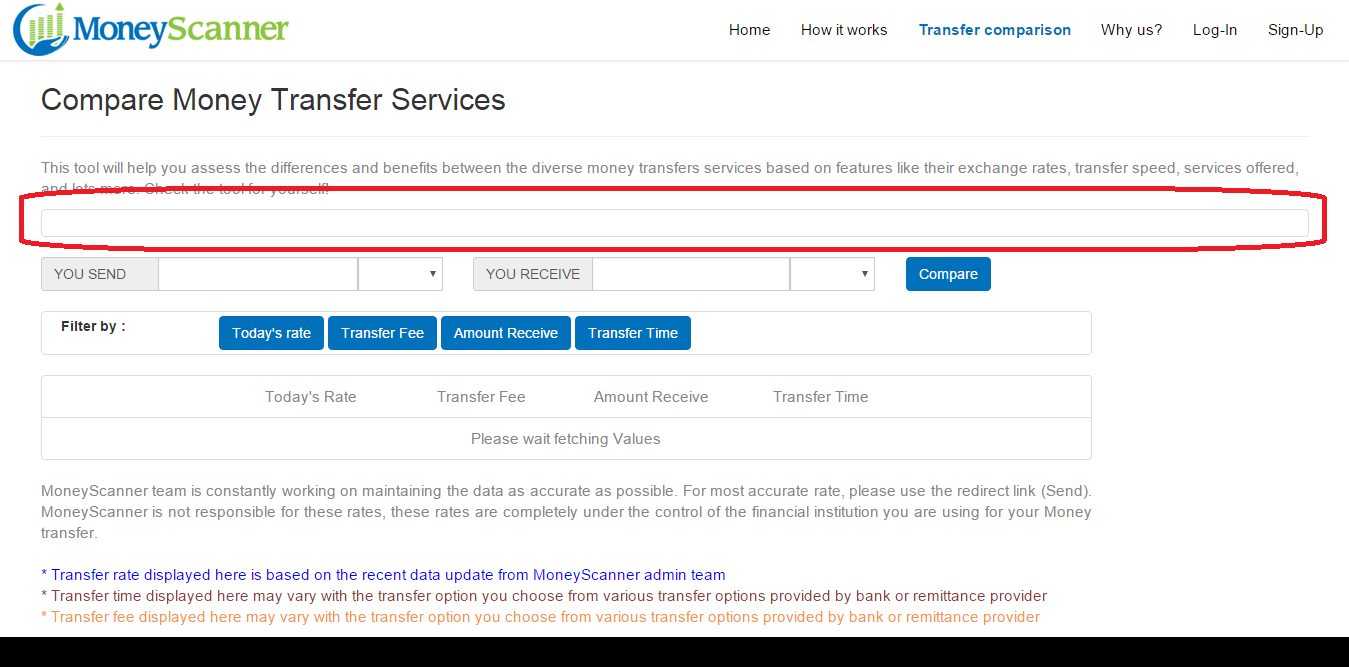 MoneyScanner
Home How it works Transfer comparison Why us? Log-In Sign-Up
Compare Money Transfer Services
This tool will help you assess the differences and benefits between the diverse money transfers services based on features like their exchange rates, transfer speed, services offered,
and lots more. Check the tool for yourself!
YOU SEND YOU RECEIVE Compare
Filter by : Today's rate Transfer Fee Amount Receive Transfer Time
Today's Rate Transfer Fee Amount Receive Transfer Time
Please wait fetching Values
MoneyScanner team is constantly working on maintaining the data as accurate as possible. For most accurate rate, please use the redirect link (Send).
MoneyScanner is not responsible for these rates, these rates are completely under the control of the financial institution you are using for your Money
transfer.
* Transfer rate displayed here is based on the recent data update from MoneyScanner admin team
* Transfer time displayed here may vary with the transfer option you choose from various transfer options provided by bank or remittance provider
* Transfer fee displayed here may vary with the transfer option you choose from various transfer options provided by bank or remittance provider